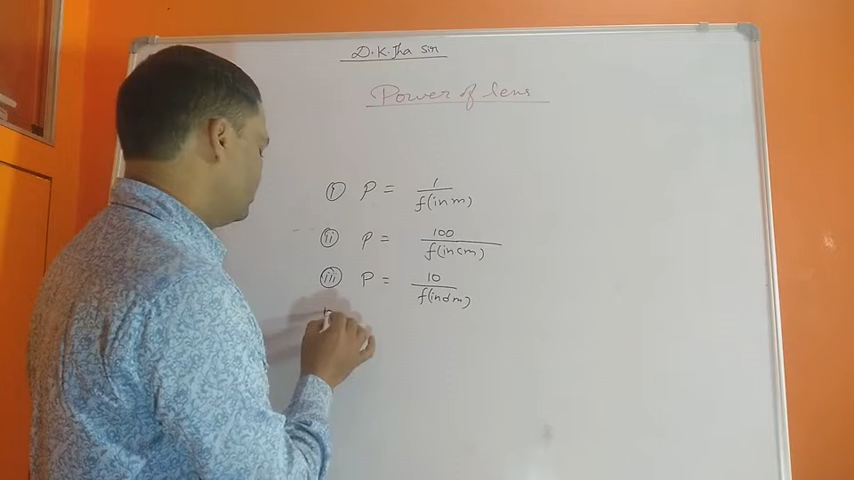 D.K.Jha sir
Power of lens
(i) P = 1/f(in m)
(ii) P = 100/f(in cm)
(iii) P = 10/f(in dm)